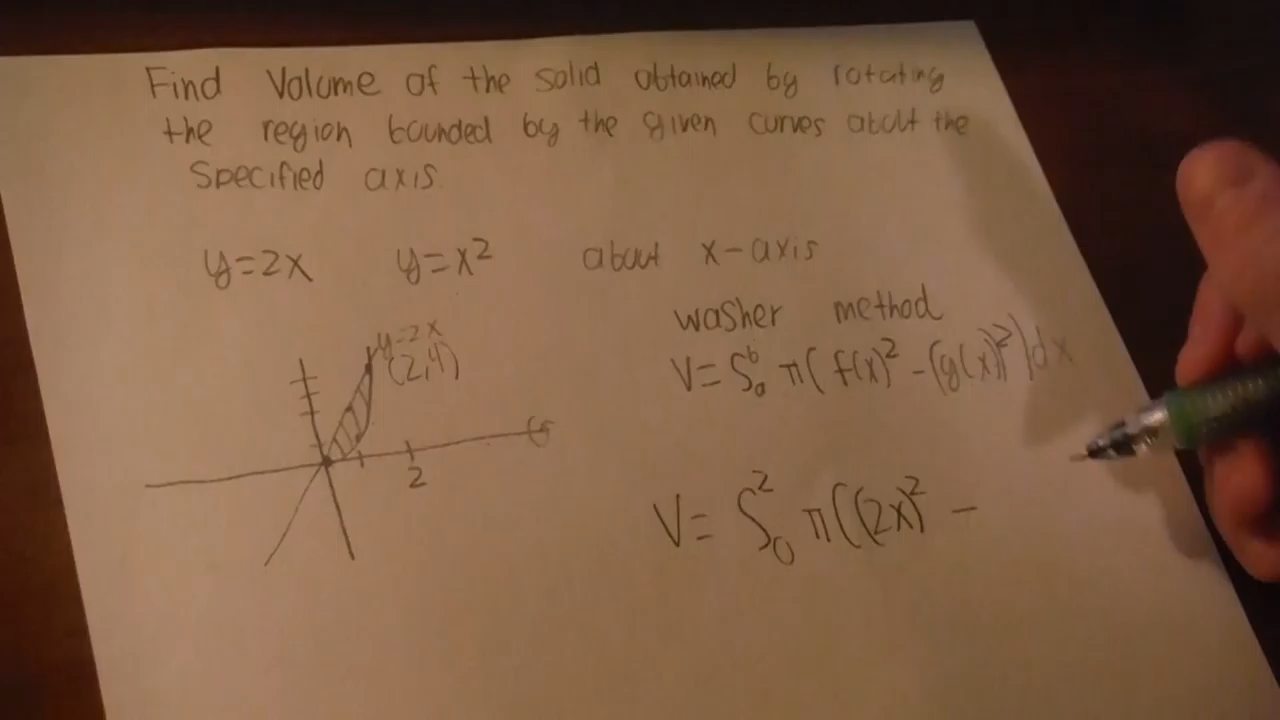 Find Volume of the solid obtained by rotating
the region bounded by the given curves about the
specified axis.
y=2x y=x² about x-axis
washer method
V=∫ₐᵇ π(f(x)²-(g(x))²)dx
y=2x
(2,4)
2
V=∫₀² π((2x)² -